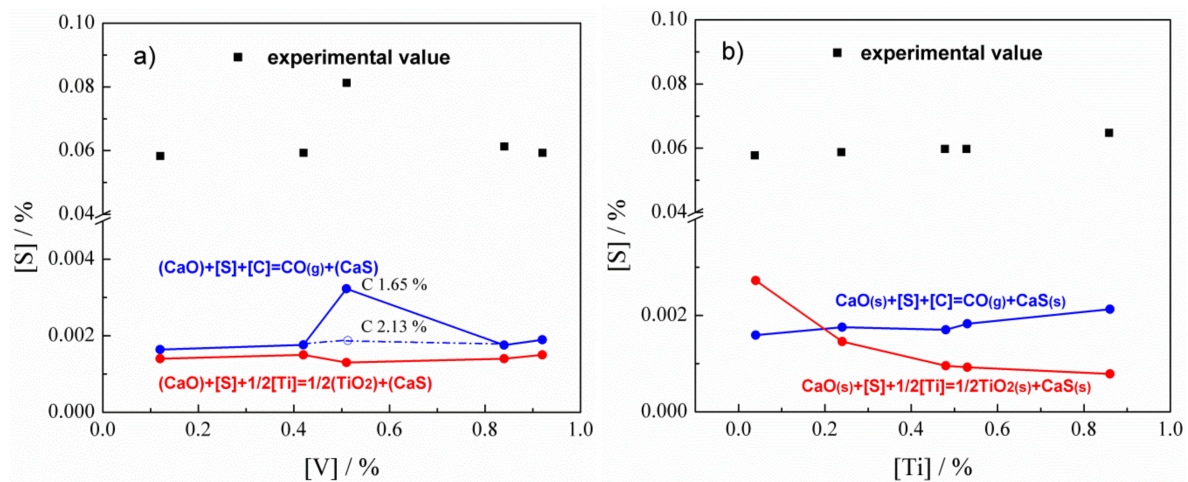 a)
experimental value
0.10
0.08
0.06
0.04
0.004
0.002
0.000
[S] / %
(CaO)+[S]+[C]=CO(g)+(CaS)
C 1.65 %
C 2.13 %
(CaO)+[S]+1/2[Ti]=1/2(TiO2)+(CaS)
0.0 0.2 0.4 0.6 0.8 1.0
[V] / %
b)
experimental value
0.10
0.08
0.06
0.04
0.002
0.000
[S] / %
CaO(s)+[S]+[C]=CO(g)+CaS(s)
CaO(s)+[S]+1/2[Ti]=1/2TiO2(s)+CaS(s)
0.0 0.2 0.4 0.6 0.8 1.0
[Ti] / %